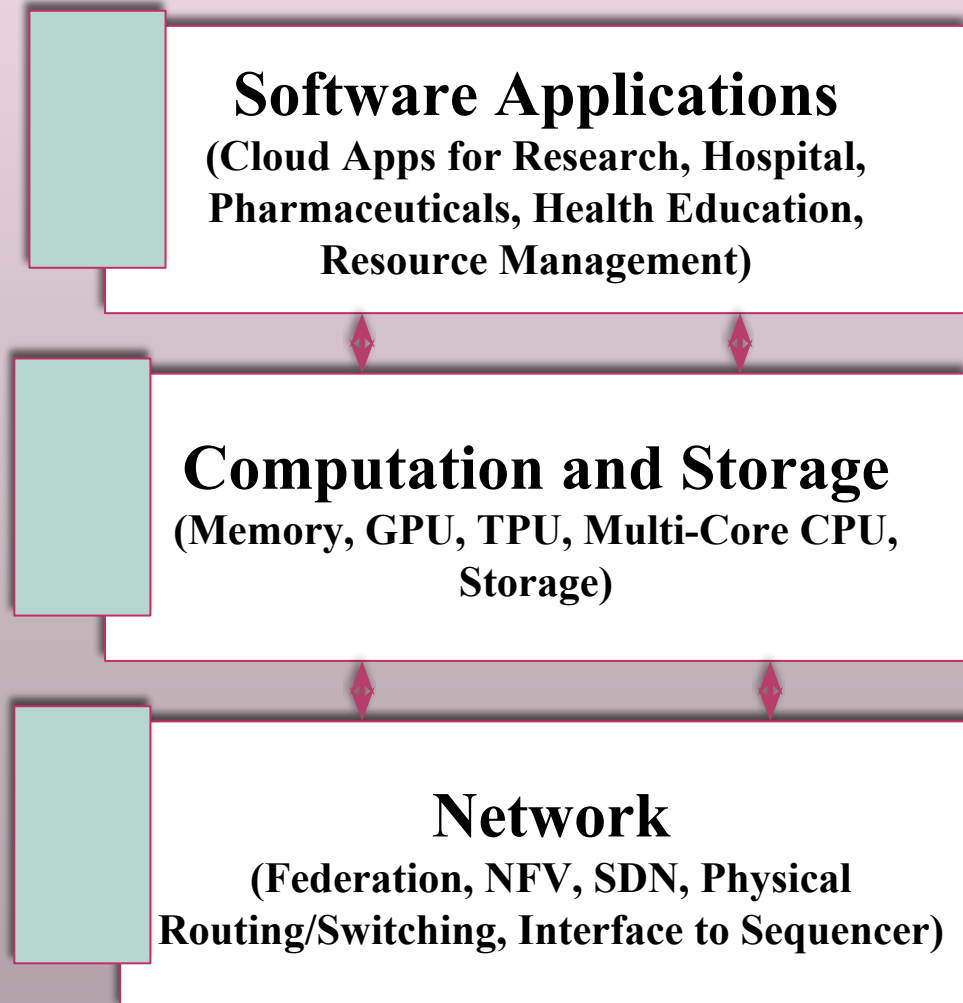 Software Applications
(Cloud Apps for Research, Hospital,
Pharmaceuticals, Health Education,
Resource Management)
Computation and Storage
(Memory, GPU, TPU, Multi-Core CPU,
Storage)
Network
(Federation, NFV, SDN, Physical
Routing/Switching, Interface to Sequencer)